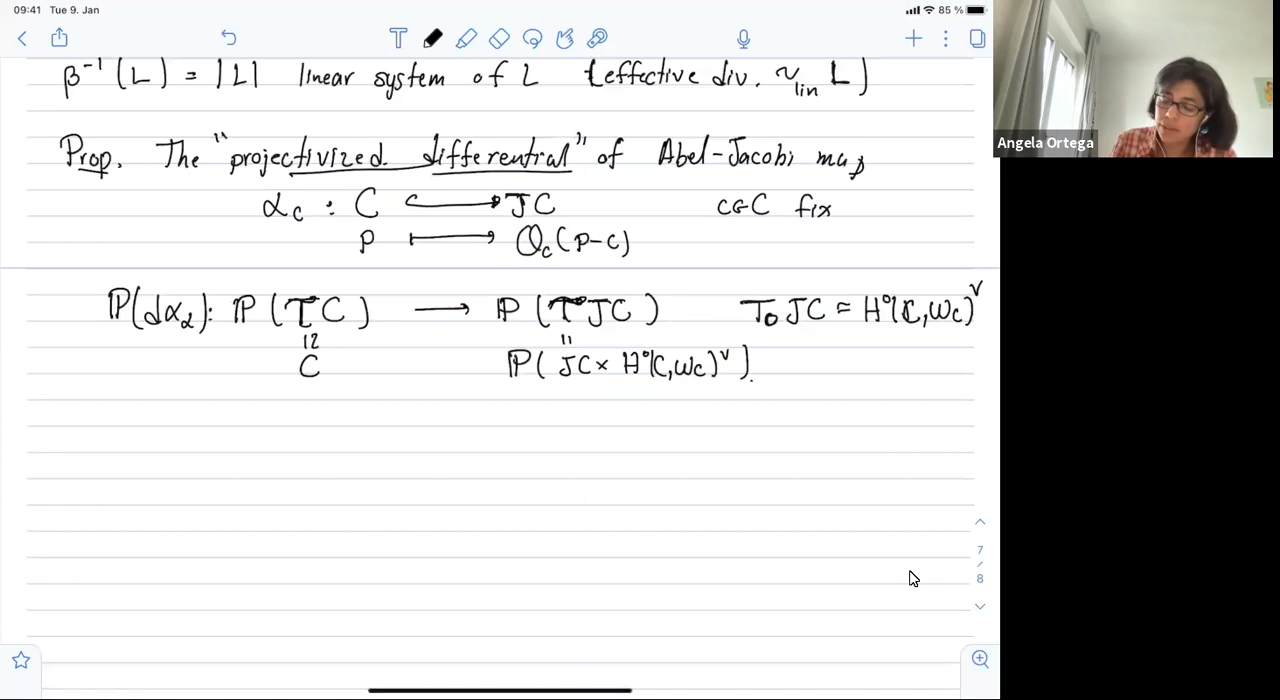 09:41 Tue 9. Jan
85 %
β⁻¹(L) = |L| linear system of L (effective div. ~lin L)
Prop. The "projectivized differential" of Abel-Jacobi map
α_c : C ↪ JC c∈C fix
p ⟼ O_C(p-c)
ℙ(dα_α): ℙ(TC) ⟶ ℙ(TJC) T₀JC ≃ H⁰(C,ω_C)^∨
≅ =
C ℙ(JC × H⁰(C,ω_C)^∨).
Angela Ortega
7
/
8